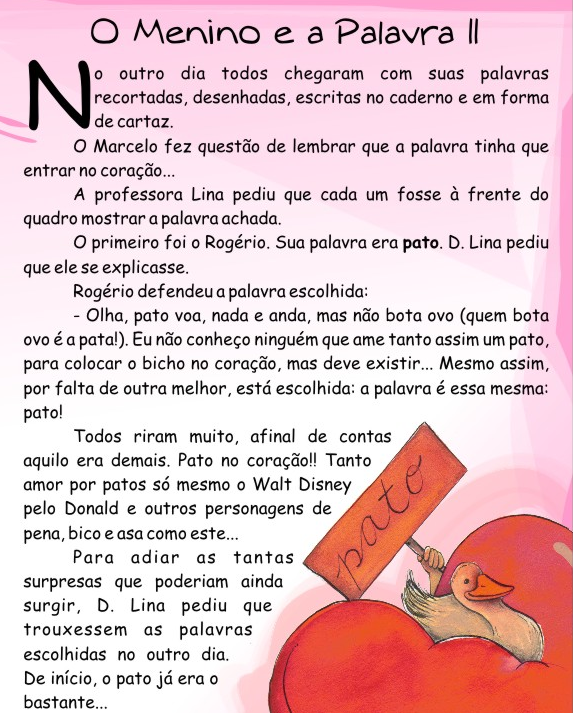 O Menino e a Palavra II
No outro dia todos chegaram com suas palavras
recortadas, desenhadas, escritas no caderno e em forma
de cartaz.
O Marcelo fez questão de lembrar que a palavra tinha que
entrar no coração...
A professora Lina pediu que cada um fosse à frente do
quadro mostrar a palavra achada.
O primeiro foi o Rogério. Sua palavra era pato. D. Lina pediu
que ele se explicasse.
Rogério defendeu a palavra escolhida:
- Olha, pato voa, nada e anda, mas não bota ovo (quem bota
ovo é a pata!). Eu não conheço ninguém que ame tanto assim um pato,
para colocar o bicho no coração, mas deve existir... Mesmo assim,
por falta de outra melhor, está escolhida: a palavra é essa mesma:
pato!
Todos riram muito, afinal de contas
aquilo era demais. Pato no coração!! Tanto
amor por patos só mesmo o Walt Disney
pelo Donald e outros personagens de
pena, bico e asa como este...
Para adiar as tantas
surpresas que poderiam ainda
surgir, D. Lina pediu que
trouxessem as palavras
escolhidas no outro dia.
De início, o pato já era o
bastante...
pato